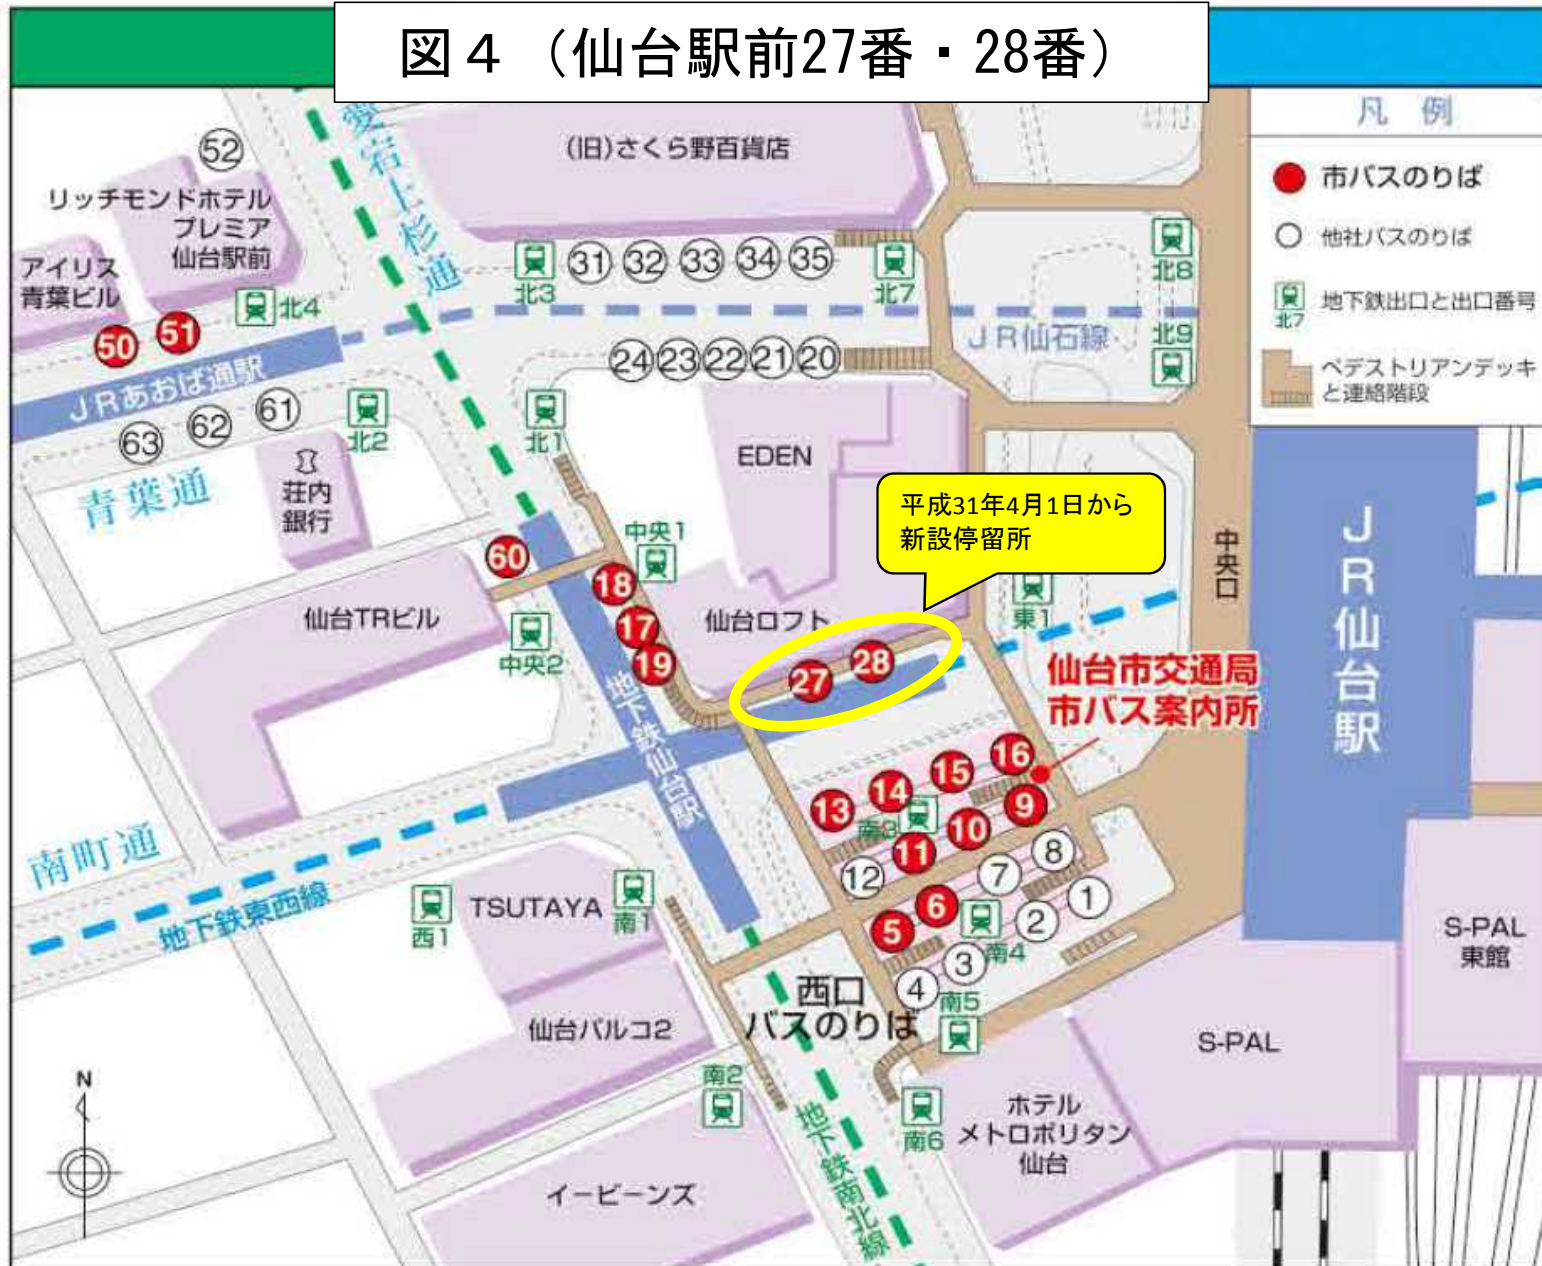 図４（仙台駅前27番・28番）
凡 例
市バスのりば
他社バスのりば
北7
地下鉄出口と出口番号
ペデストリアンデッキ
と連絡階段
愛宕上杉通
(旧)さくら野百貨店
52
リッチモンドホテル
プレミア
仙台駅前
アイリス
青葉ビル
北4
50
51
北3
31
32
33
34
35
北7
北8
JR仙石線
北9
JRあおば通駅
24
23
22
21
20
63
62
61
北2
北1
青葉通
荘内
銀行
EDEN
平成31年4月1日から
新設停留所
中央口
JR仙台駅
60
中央1
18
17
19
仙台TRビル
中央2
仙台ロフト
27
28
東1
仙台市交通局
市バス案内所
地下鉄仙台駅
13
14
15
16
南3
9
10
11
12
8
7
6
5
1
2
3
4
南4
南5
南町通
地下鉄東西線
西1
TSUTAYA
南1
西口
バスのりば
仙台パルコ2
南2
南6
S-PAL
東館
S-PAL
ホテル
メトロポリタン
仙台
イービーンズ
地下鉄南北線
N